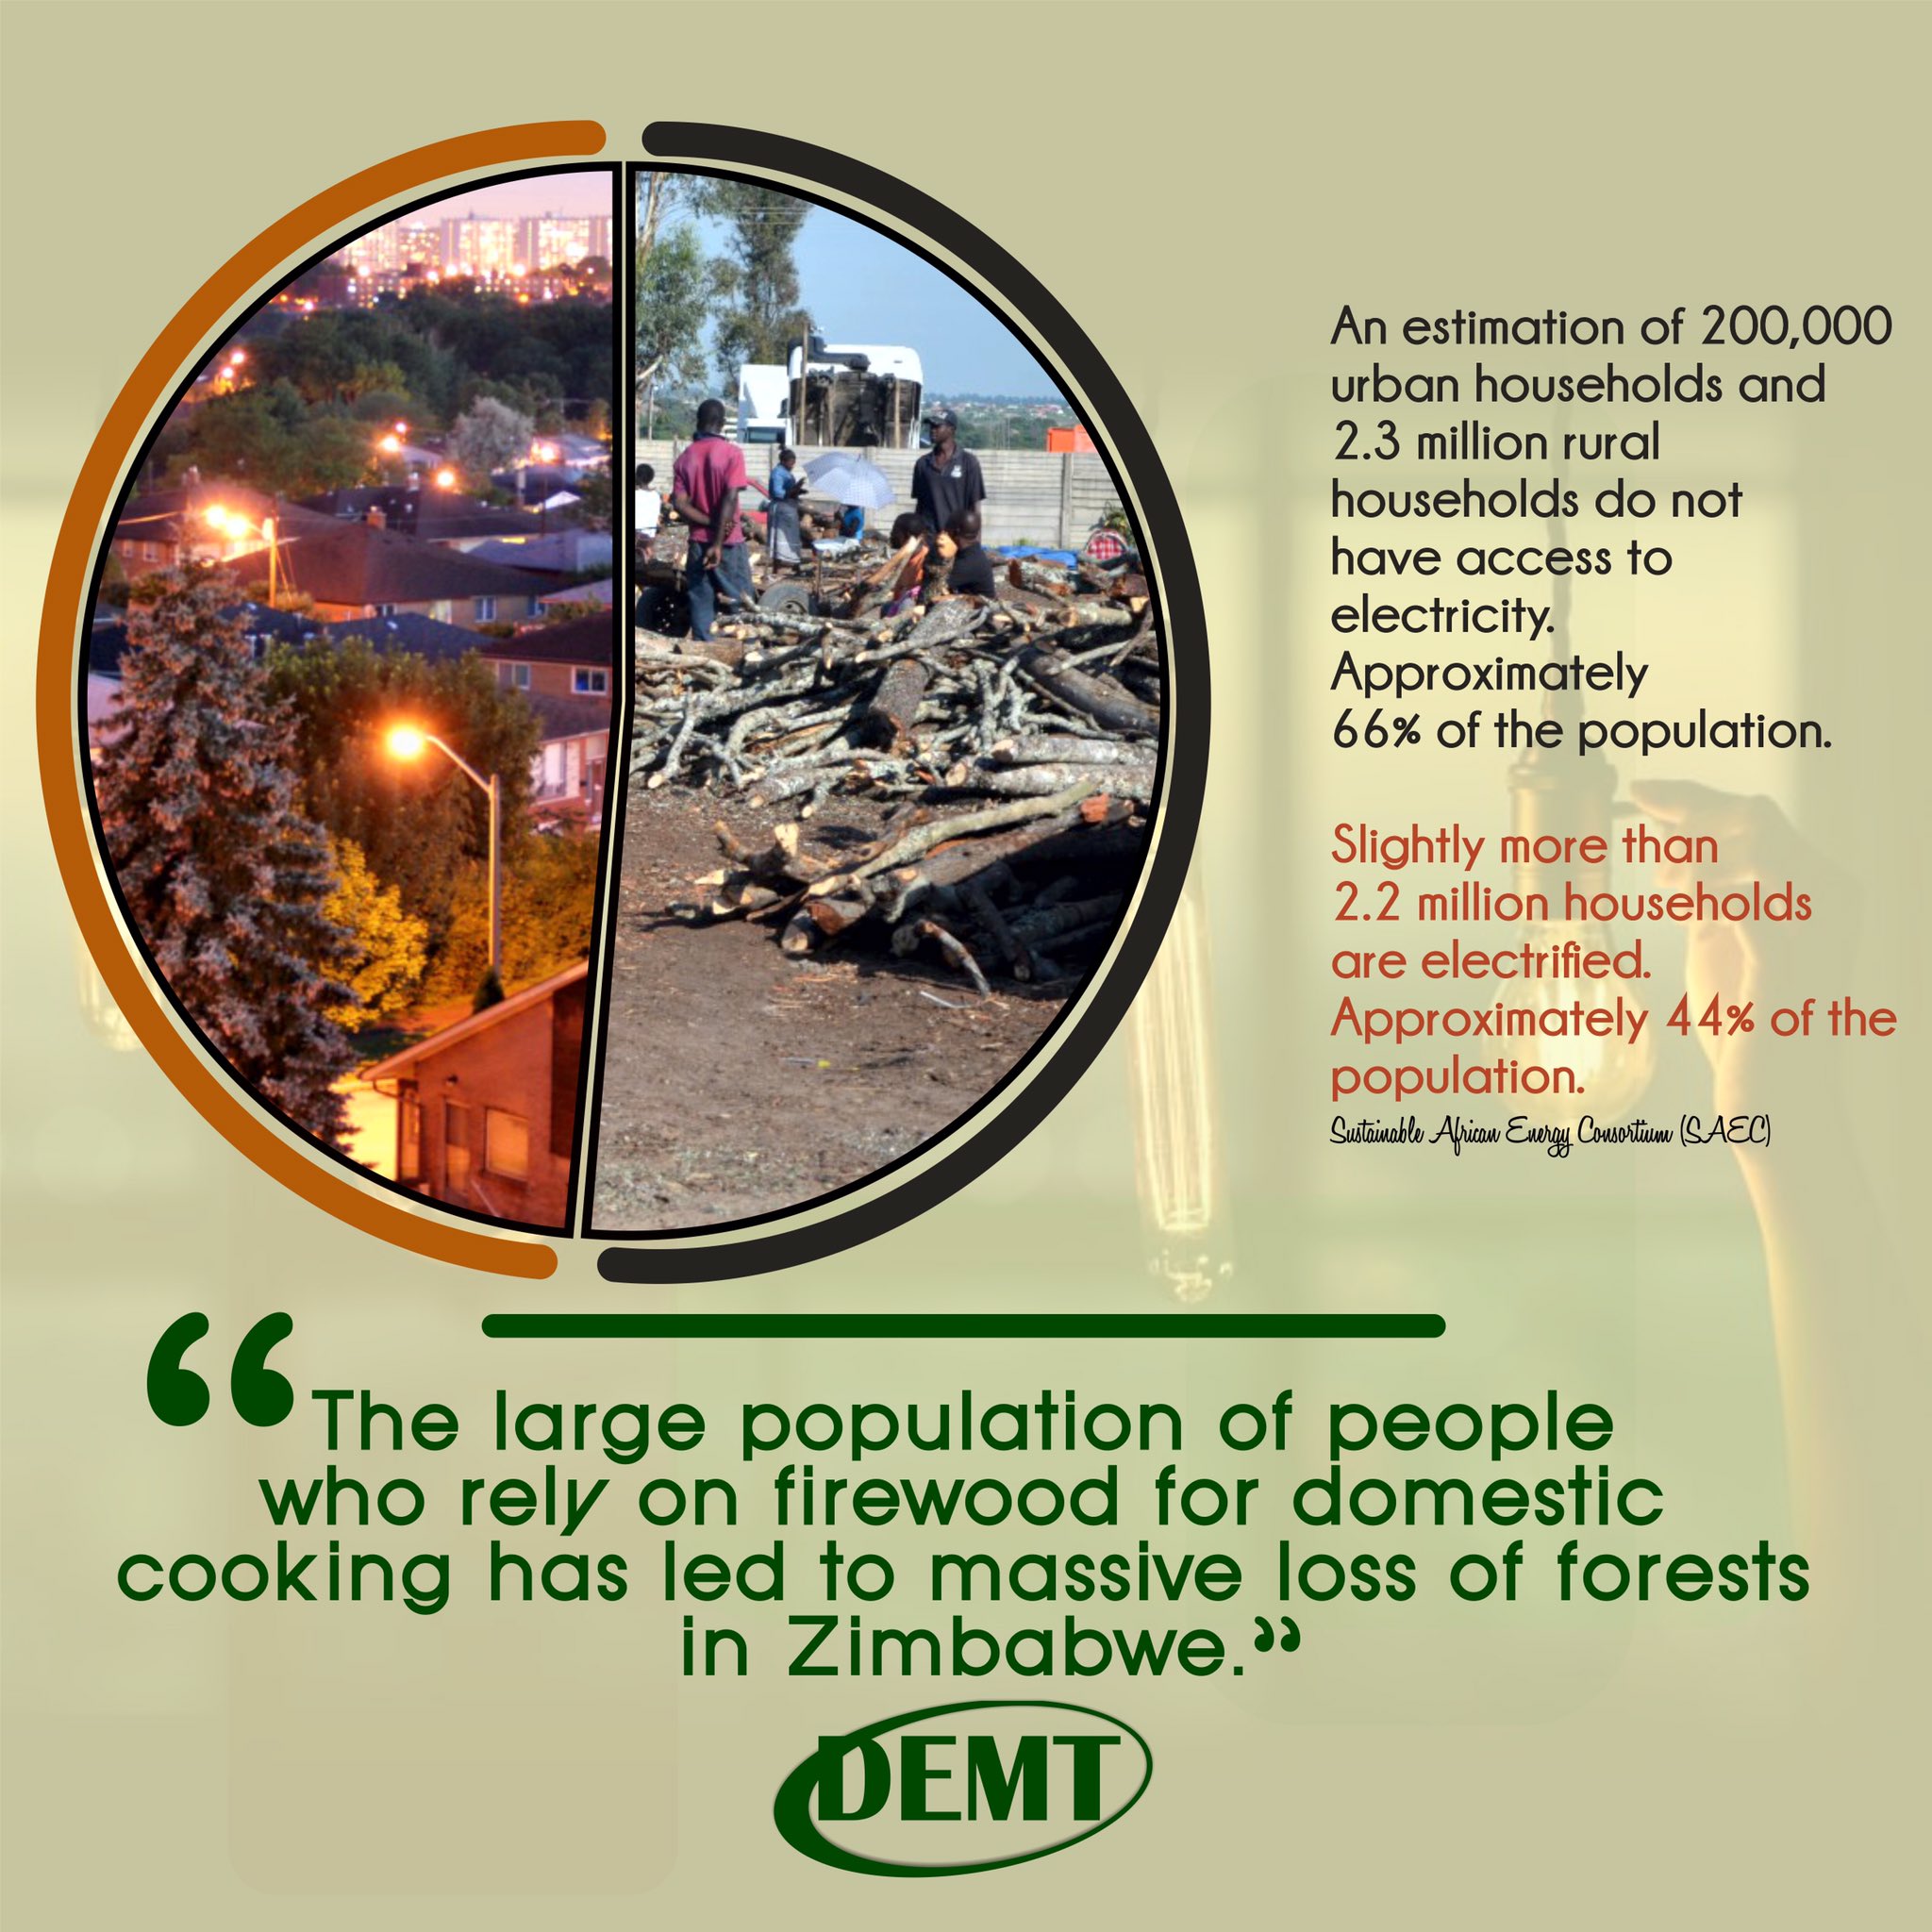 An estimation of 200,000
urban households and
2.3 million rural
households do not
have access to
electricity.
Approximately
66% of the population.
Slightly more than
2.2 million households
are electrified.
Approximately 44% of the
population.
Sustainable African Energy Consortium (SAEC)
“The large population of people
who rely on firewood for domestic
cooking has led to massive loss of forests
in Zimbabwe.”
DEMT